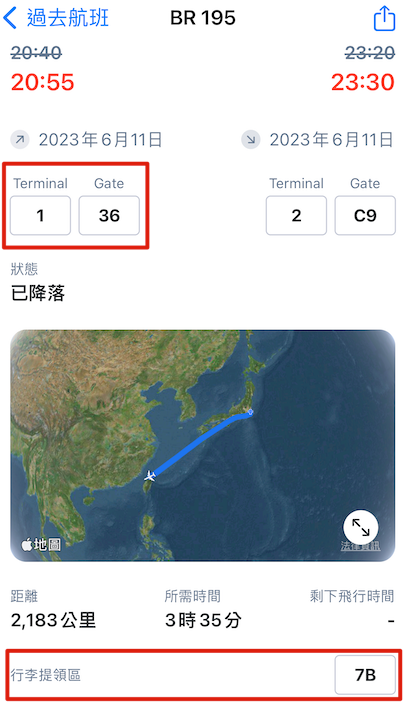 過去航班 BR 195
20:40 23:20
20:55 23:30
2023年6月11日 2023年6月11日
Terminal Gate Terminal Gate
1 36 2 C9
狀態
已降落
地圖 法律資訊
距離 所需時間 剩下飛行時間
2,183公里 3時35分 -
行李提領區 7B